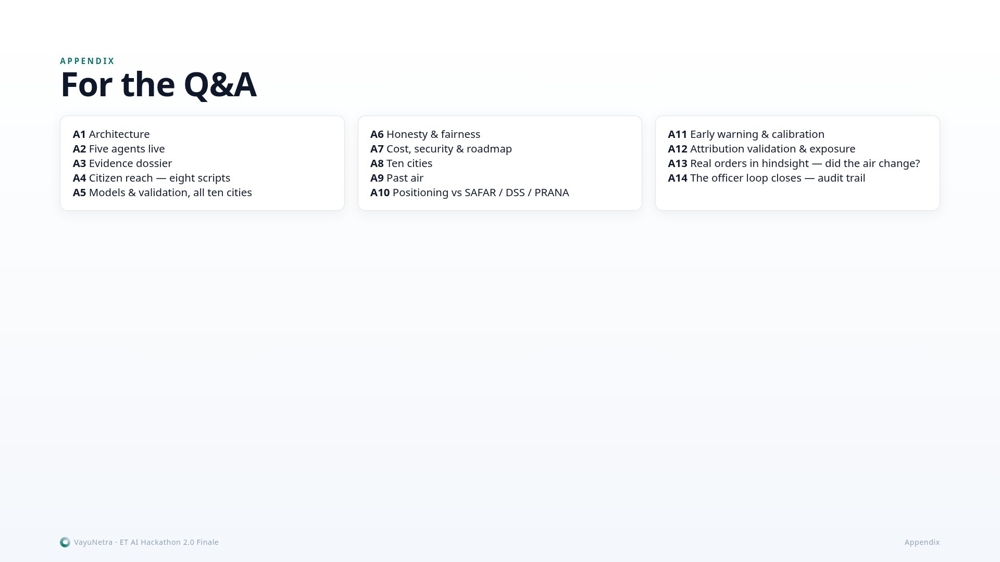 APPENDIX
For the Q&A
A1 Architecture
A2 Five agents live
A3 Evidence dossier
A4 Citizen reach — eight scripts
A5 Models & validation, all ten cities
A6 Honesty & fairness
A7 Cost, security & roadmap
A8 Ten cities
A9 Past air
A10 Positioning vs SAFAR / DSS / PRANA
A11 Early warning & calibration
A12 Attribution validation & exposure
A13 Real orders in hindsight — did the air change?
A14 The officer loop closes — audit trail
VayuNetra · ET AI Hackathon 2.0 Finale
Appendix